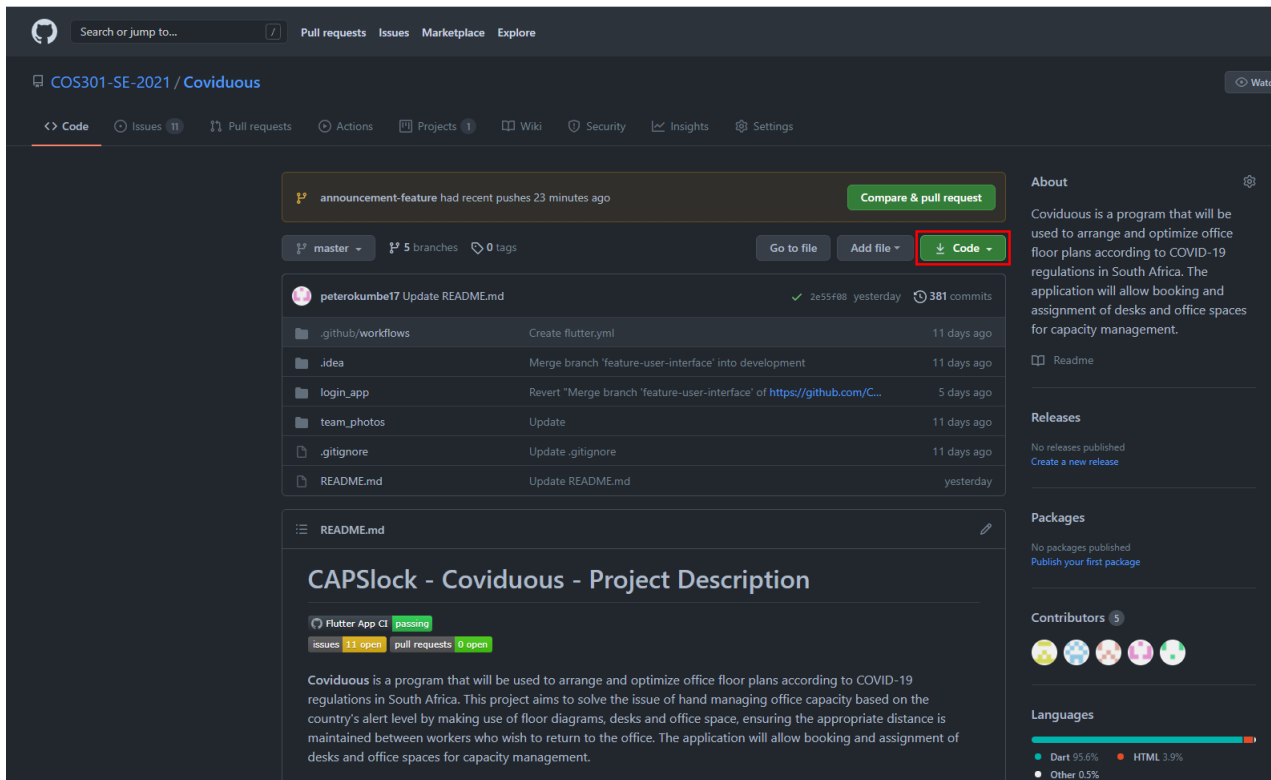 Search or jump to... /
Pull requests Issues Marketplace Explore
COS301-SE-2021 / Coviduous
Watc
<> Code Issues 11 Pull requests Actions Projects 1 Wiki Security Insights Settings
announcement-feature had recent pushes 23 minutes ago
Compare & pull request
master 5 branches 0 tags
Go to file Add file Code
peterokumbe17 Update README.md 2e55f08 yesterday 381 commits
.github/workflows Create flutter.yml 11 days ago
.idea Merge branch 'feature-user-interface' into development 11 days ago
login_app Revert "Merge branch 'feature-user-interface' of https://github.com/C... 5 days ago
team_photos Update 11 days ago
.gitignore Update .gitignore 11 days ago
README.md Update README.md yesterday
README.md
CAPSlock - Coviduous - Project Description
Flutter App CI passing
issues 11 open pull requests 0 open
Coviduous is a program that will be used to arrange and optimize office floor plans according to COVID-19
regulations in South Africa. This project aims to solve the issue of hand managing office capacity based on the
country's alert level by making use of floor diagrams, desks and office space, ensuring the appropriate distance is
maintained between workers who wish to return to the office. The application will allow booking and assignment of
desks and office spaces for capacity management.
About
Coviduous is a program that will be
used to arrange and optimize office
floor plans according to COVID-19
regulations in South Africa. The
application will allow booking and
assignment of desks and office spaces
for capacity management.
Readme
Releases
No releases published
Create a new release
Packages
No packages published
Publish your first package
Contributors 5
Languages
Dart 95.6% HTML 3.9%
Other 0.5%